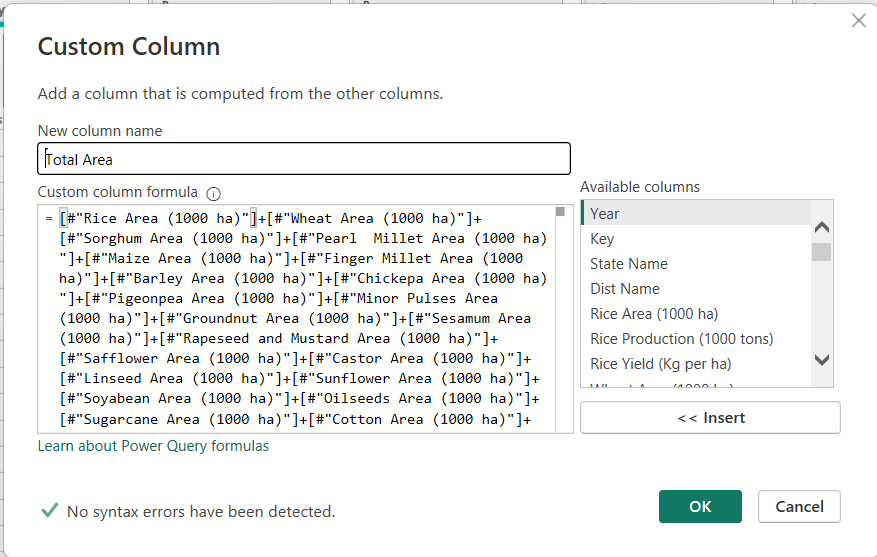 Custom Column
Add a column that is computed from the other columns.
New column name
Total Area
Custom column formula
= [#"Rice Area (1000 ha)"]+[#"Wheat Area (1000 ha)"]+
[#"Sorghum Area (1000 ha)"]+[#"Pearl  Millet Area (1000 ha)
"]+[#"Maize Area (1000 ha)"]+[#"Finger Millet Area (1000
ha)"]+[#"Barley Area (1000 ha)"]+[#"Chickepa Area (1000 ha)
"]+[#"Pigeonpea Area (1000 ha)"]+[#"Minor Pulses Area
(1000 ha)"]+[#"Groundnut Area (1000 ha)"]+[#"Sesamum Area
(1000 ha)"]+[#"Rapeseed and Mustard Area (1000 ha)"]+
[#"Safflower Area (1000 ha)"]+[#"Castor Area (1000 ha)"]+
[#"Linseed Area (1000 ha)"]+[#"Sunflower Area (1000 ha)"]+
[#"Soyabean Area (1000 ha)"]+[#"Oilseeds Area (1000 ha)"]+
[#"Sugarcane Area (1000 ha)"]+[#"Cotton Area (1000 ha)"]+
Available columns
Year
Key
State Name
Dist Name
Rice Area (1000 ha)
Rice Production (1000 tons)
Rice Yield (Kg per ha)
<< Insert
Learn about Power Query formulas
No syntax errors have been detected.
OK
Cancel